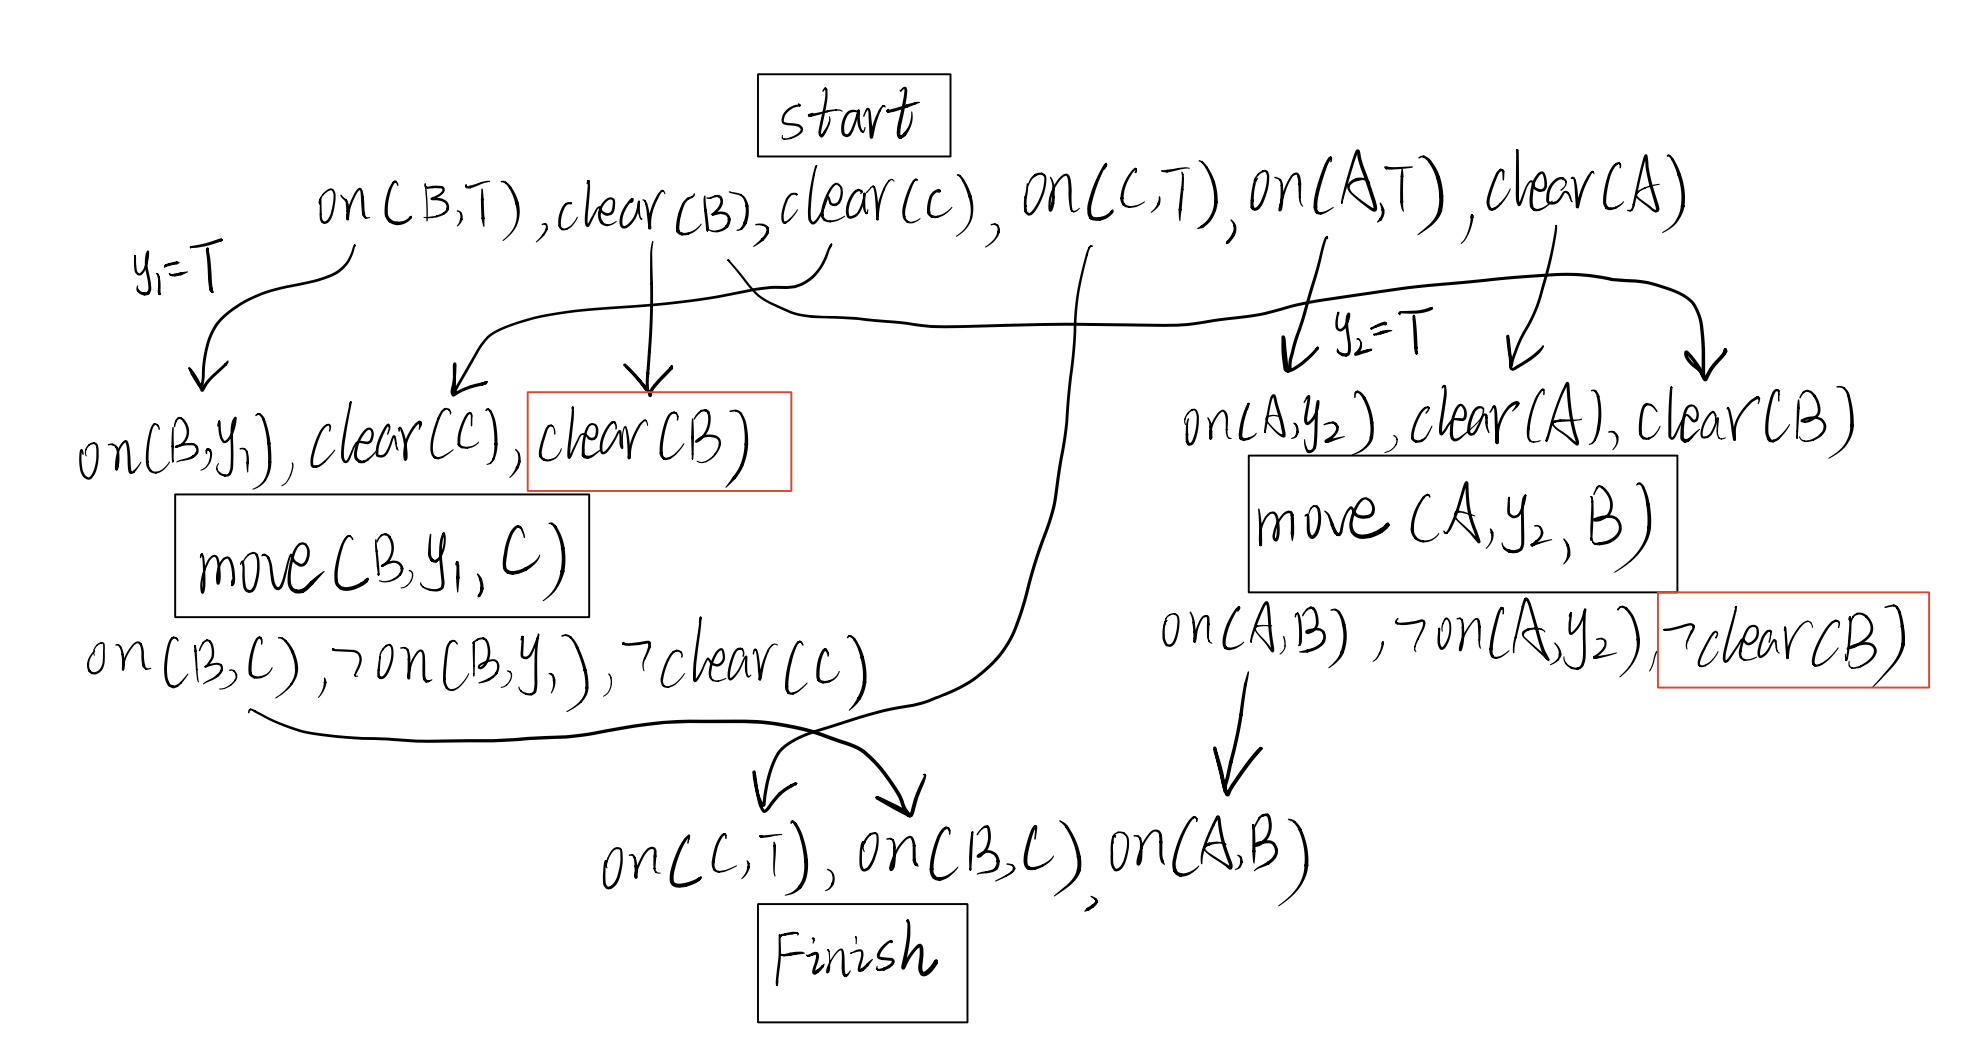 start
on(B,T), clear(B), clear(C), on(C,T), on(A,T), clear(A)
y₁=T
y₂=T
on(B,y₁), clear(C), clear(B)
on(A,y₂), clear(A), clear(B)
move(B,y₁,C)
move(A,y₂,B)
on(B,C), ¬on(B,y₁), ¬clear(C)
on(A,B), ¬on(A,y₂), ¬clear(B)
on(C,T), on(B,C), on(A,B)
Finish